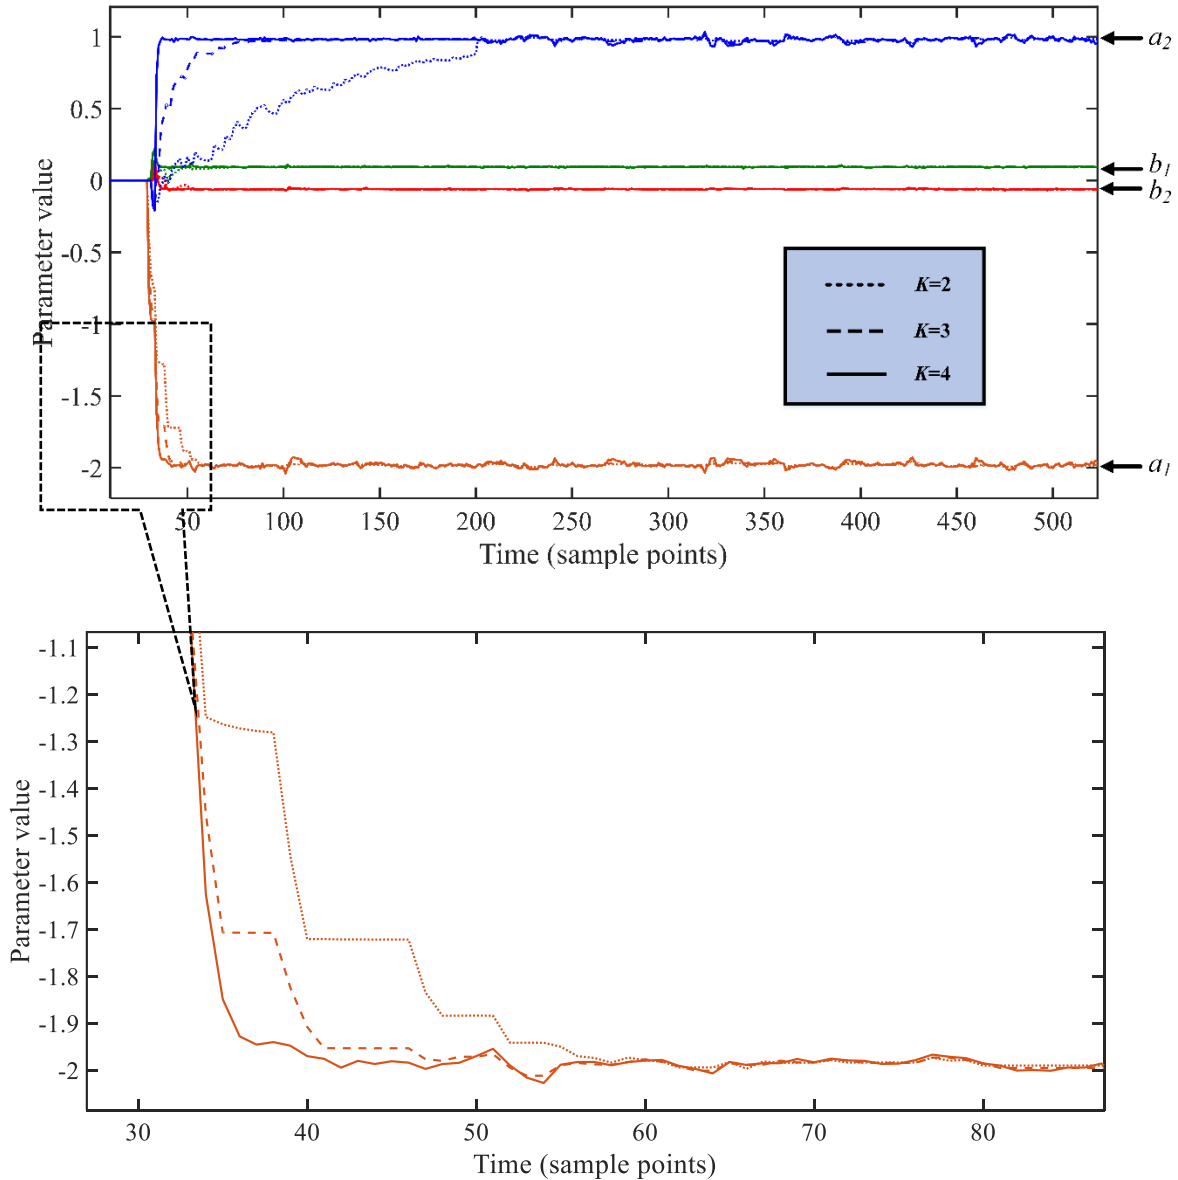 1
0.5
0
-0.5
-1
-1.5
-2
Parameter value
a2
b1
b2
a1
K=2
K=3
K=4
50 100 150 200 250 300 350 400 450 500
Time (sample points)
-1.1
-1.2
-1.3
-1.4
-1.5
-1.6
-1.7
-1.8
-1.9
-2
Parameter value
30 40 50 60 70 80
Time (sample points)